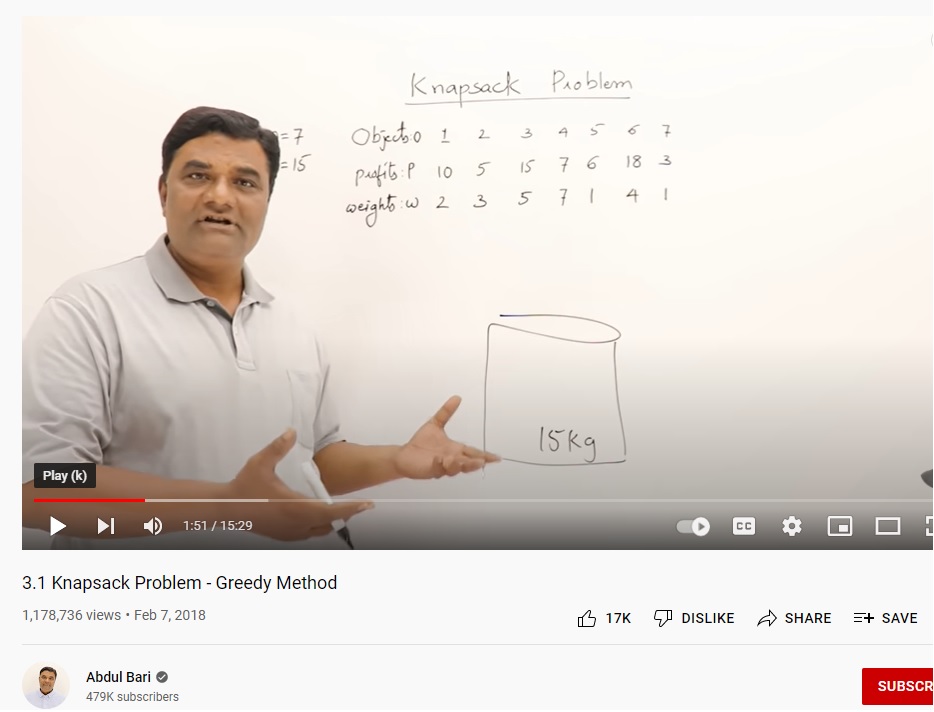 Knapsack Problem
= 7 Objects:O 1 2 3 4 5 6 7
= 15 profits:P 10 5 15 7 6 18 3
weights:w 2 3 5 7 1 4 1
15Kg
Play (k)
1:51 / 15:29
CC
3.1 Knapsack Problem - Greedy Method
1,178,736 views • Feb 7, 2018
17K DISLIKE SHARE SAVE
Abdul Bari
479K subscribers
SUBSCR